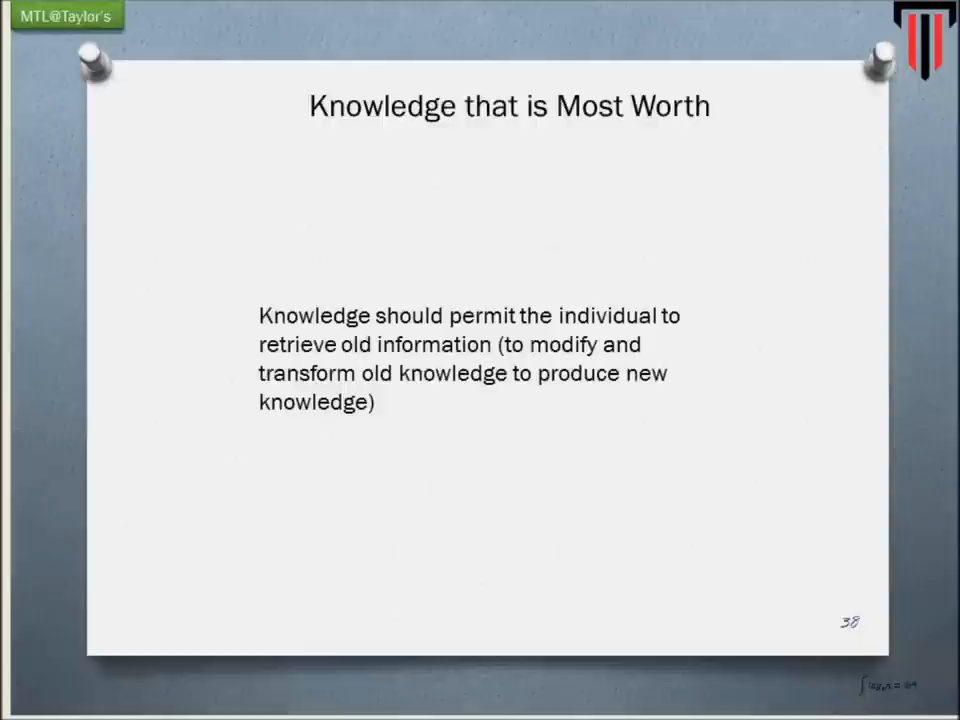 MTL@Taylor's
Knowledge that is Most Worth
Knowledge should permit the individual to
retrieve old information (to modify and
transform old knowledge to produce new
knowledge)
38